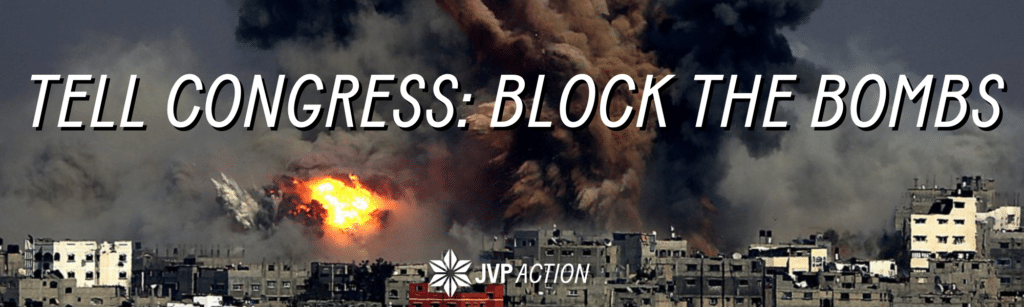 TELL CONGRESS: BLOCK THE BOMBS
JVP ACTION